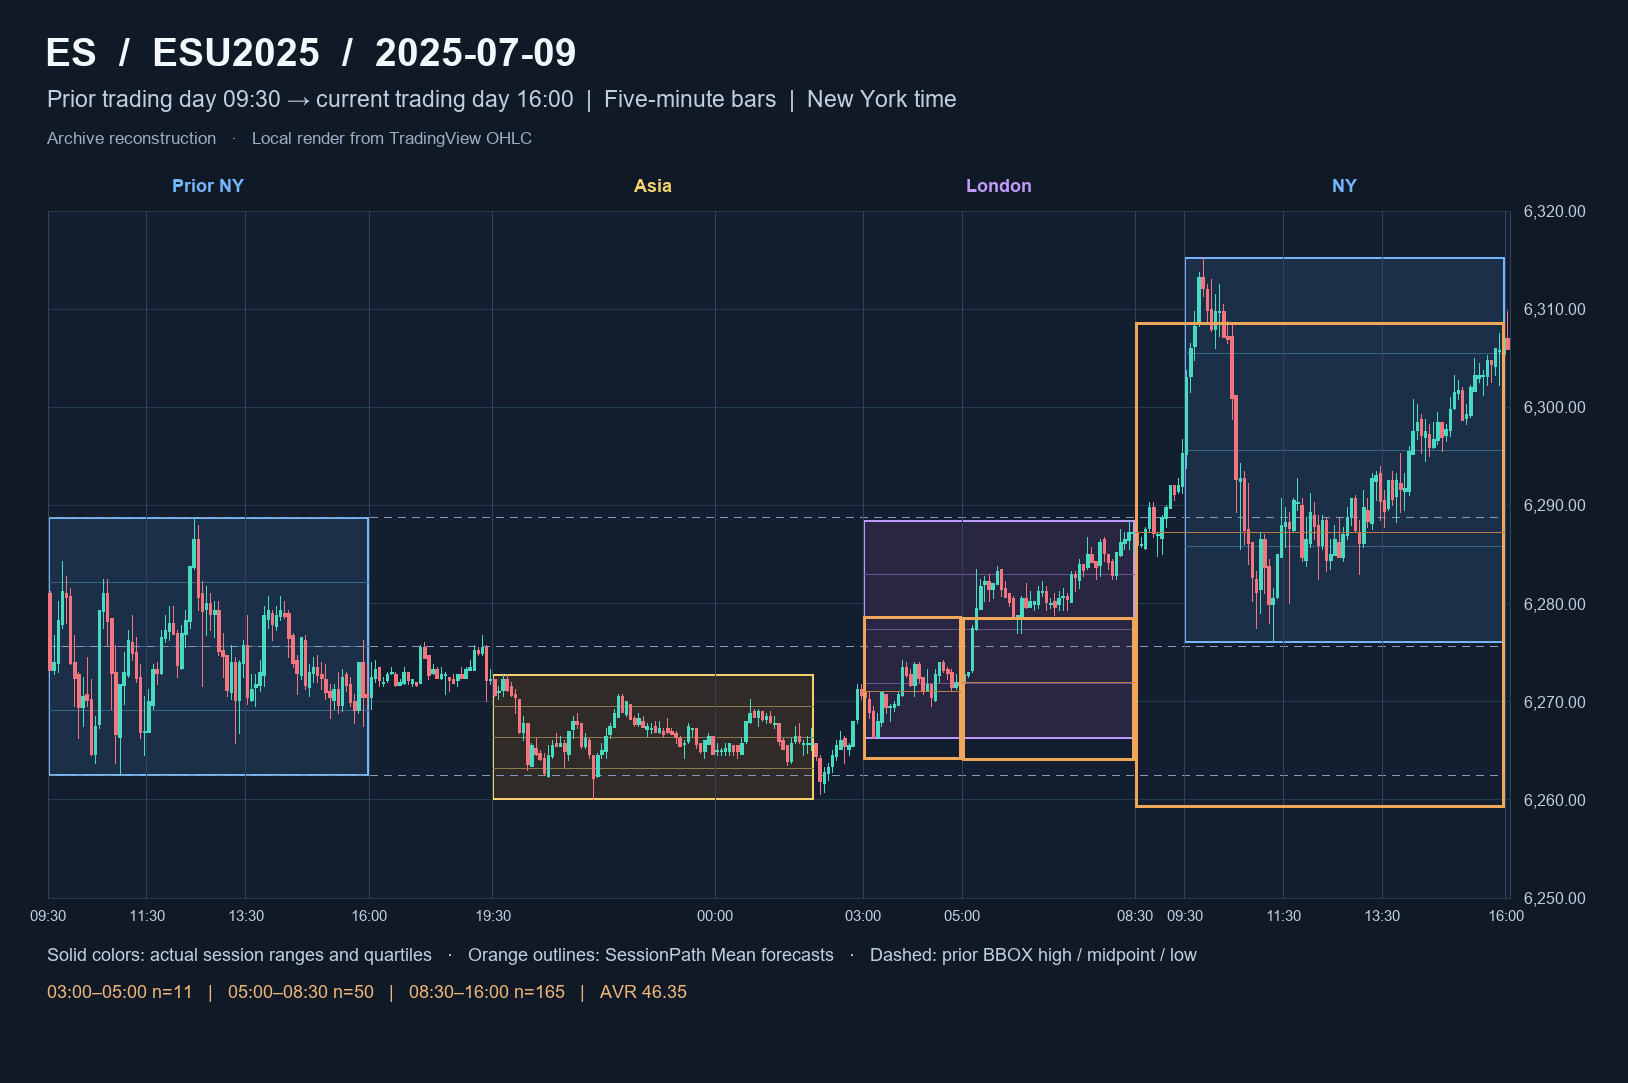 ES / ESU2025 / 2025-07-09
Prior trading day 09:30 → current trading day 16:00 | Five-minute bars | New York time
Archive reconstruction · Local render from TradingView OHLC
Prior NY Asia London NY
6,320.00
6,310.00
6,300.00
6,290.00
6,280.00
6,270.00
6,260.00
6,250.00
09:30 11:30 13:30 16:00 19:30 00:00 03:00 05:00 08:30 09:30 11:30 13:30 16:00
Solid colors: actual session ranges and quartiles · Orange outlines: SessionPath Mean forecasts · Dashed: prior BBOX high / midpoint / low
03:00–05:00 n=11 | 05:00–08:30 n=50 | 08:30–16:00 n=165 | AVR 46.35